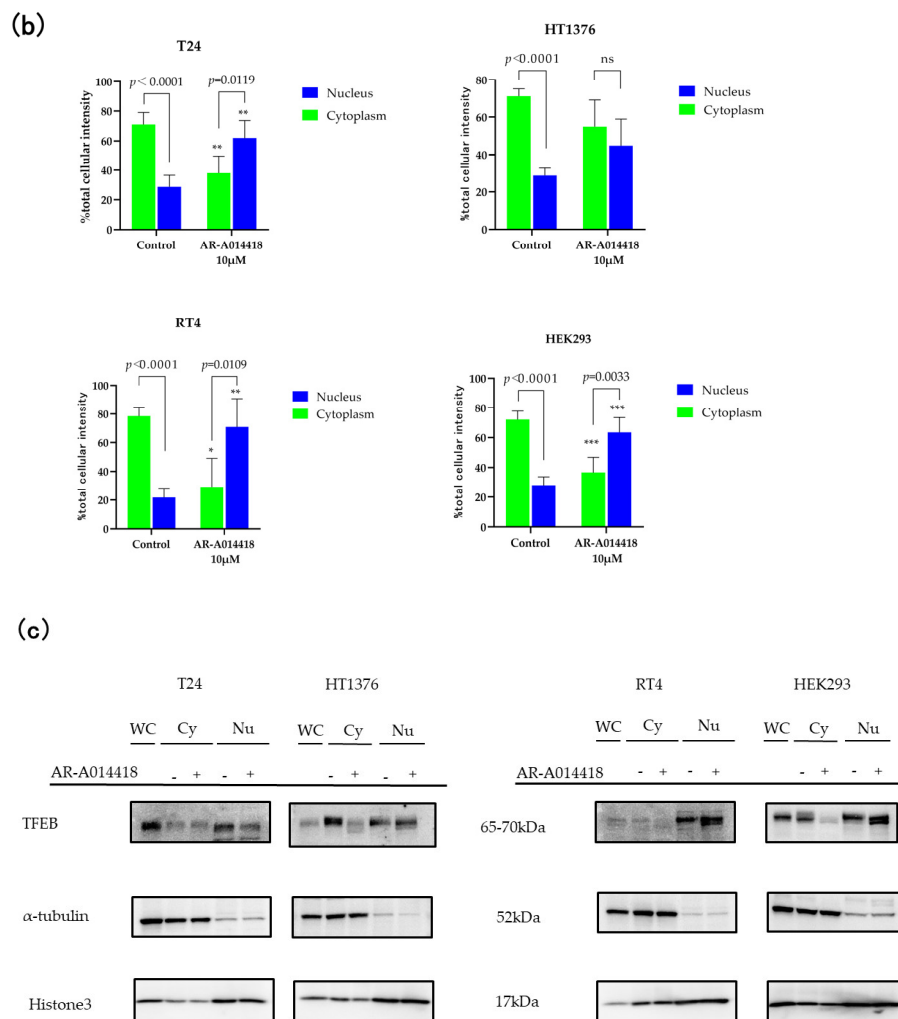 (b)
T24
p< 0.0001
p=0.0119
**
**
100
80
60
40
20
0
%total cellular intensity
Control
AR-A014418
10μM
Nucleus
Cytoplasm
HT1376
p<0.0001
ns
80
60
40
20
0
%total cellular intensity
Control
AR-A014418
10μM
Nucleus
Cytoplasm
RT4
p<0.0001
p=0.0109
**
*
100
80
60
40
20
0
%total cellular intensity
Control
AR-A014418
10μM
Nucleus
Cytoplasm
HEK293
p<0.0001
p=0.0033
***
***
100
80
60
40
20
0
%total cellular intensity
Control
AR-A014418
10μM
Nucleus
Cytoplasm
(c)
T24 HT1376 RT4 HEK293
WC Cy Nu WC Cy Nu WC Cy Nu WC Cy Nu
AR-A014418 - + - + - + - + AR-A014418 - + - + - + - +
TFEB 65-70kDa
α-tubulin 52kDa
Histone3 17kDa